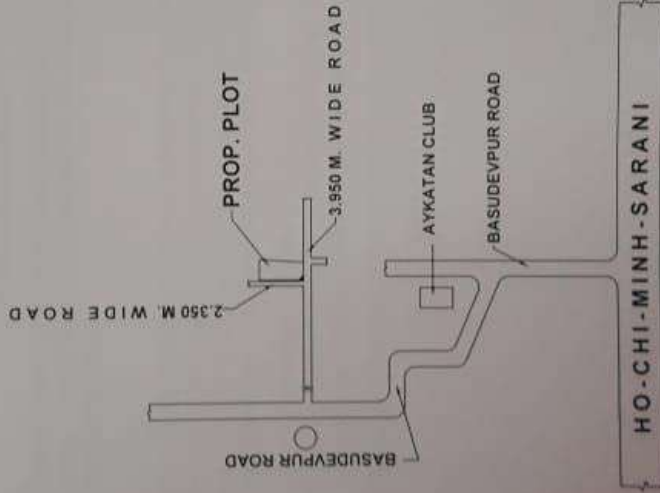 2.350 M. WIDE ROAD
PROP. PLOT
3.950 M. WIDE ROAD
AYKATAN CLUB
BASUDEVPUR ROAD
BASUDEVPUR ROAD
HO-CHI-MINH-SARANI